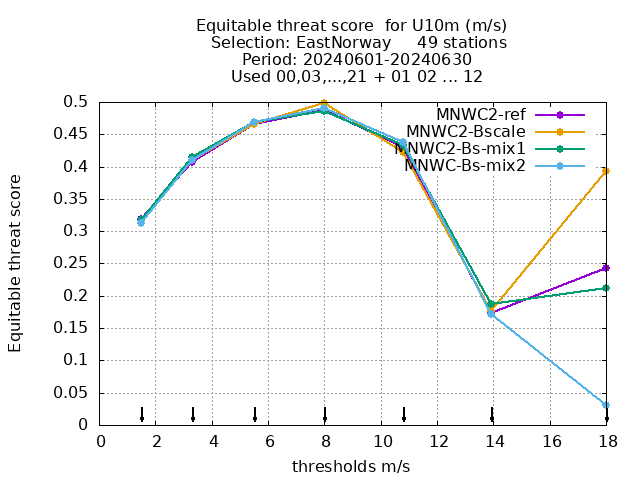 Equitable threat score  for U10m (m/s)
Selection: EastNorway     49 stations
Period: 20240601-20240630
Used 00,03,...,21 + 01 02 ... 12
MNWC2-ref
MNWC2-Bscale
MNWC2-Bs-mix1
MNWC-Bs-mix2
Equitable threat score
0.5
0.45
0.4
0.35
0.3
0.25
0.2
0.15
0.1
0.05
0
0 2 4 6 8 10 12 14 16 18
thresholds m/s